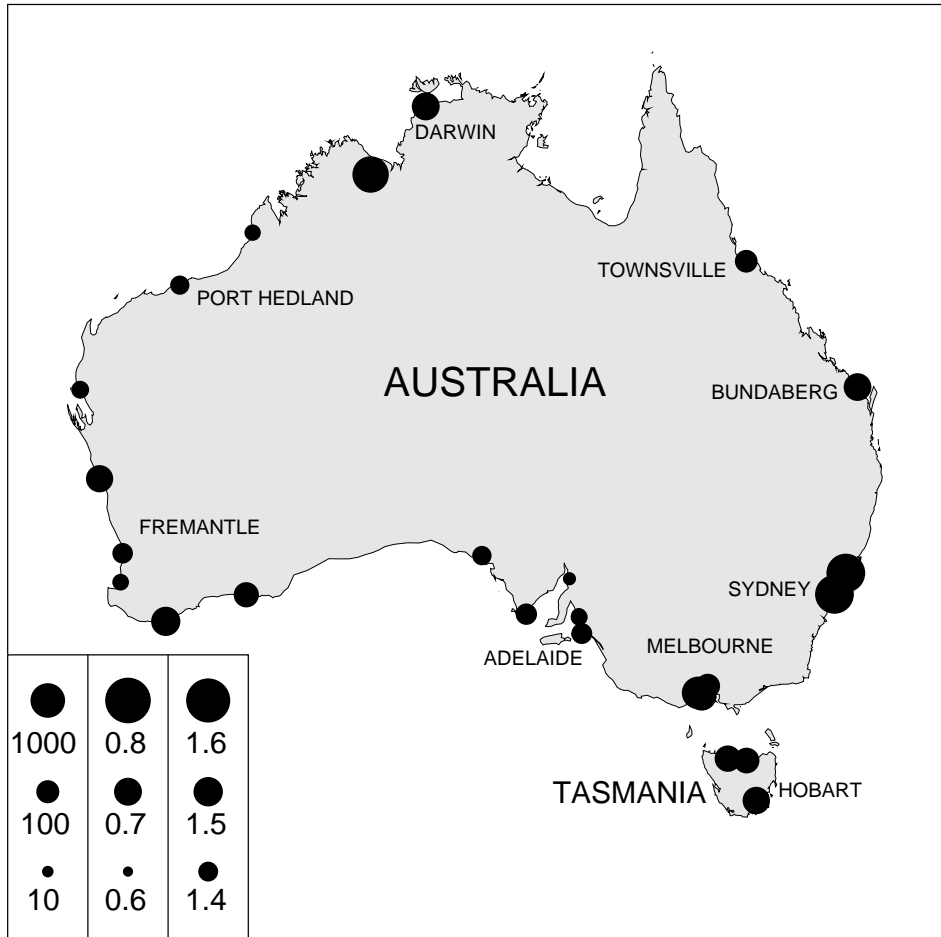 DARWIN
TOWNSVILLE
PORT HEDLAND
AUSTRALIA
BUNDABERG
FREMANTLE
SYDNEY
MELBOURNE
ADELAIDE
TASMANIA
HOBART
1000 0.8 1.6
100 0.7 1.5
10 0.6 1.4